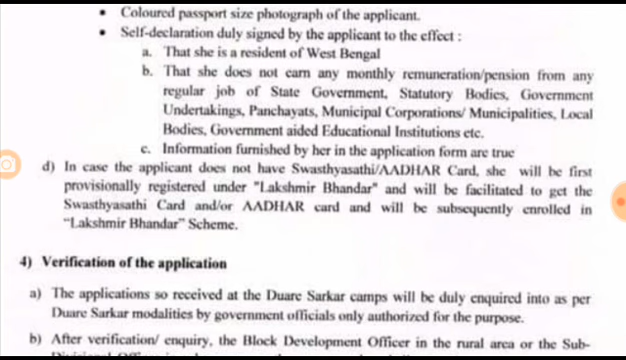 • Coloured passport size photograph of the applicant.
• Self-declaration duly signed by the applicant to the effect :
a. That she is a resident of West Bengal
b. That she does not earn any monthly remuneration/pension from any
regular job of State Government, Statutory Bodies, Government
Undertakings, Panchayats, Municipal Corporations/ Municipalities, Local
Bodies, Government aided Educational Institutions etc.
c. Information furnished by her in the application form are true
d) In case the applicant does not have Swasthyasathi/AADHAR Card, she will be first
provisionally registered under "Lakshmir Bhandar" and will be facilitated to get the
Swasthyasathi Card and/or AADHAR card and will be subsequently enrolled in
"Lakshmir Bhandar" Scheme.
4) Verification of the application
a) The applications so received at the Duare Sarkar camps will be duly enquired into as per
Duare Sarkar modalities by government officials only authorized for the purpose.
b) After verification/ enquiry, the Block Development Officer in the rural area or the Sub-